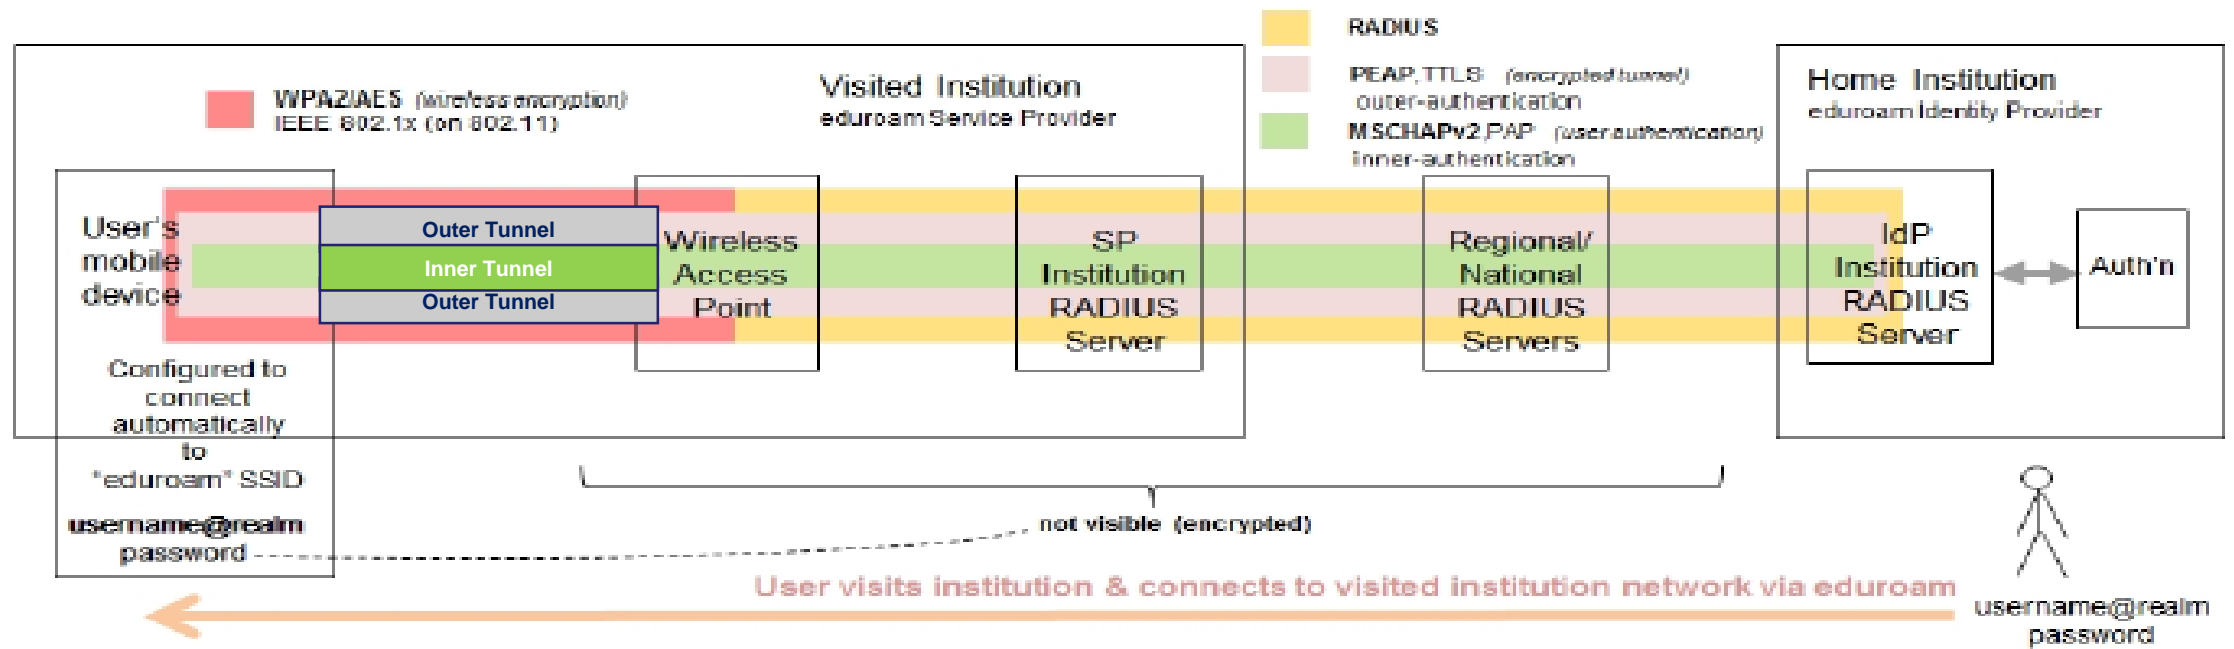 RADIUS
PEAP, TTLS (encrypted tunnel)
outer-authentication
MSCHAPv2,PAP (user authentication)
inner-authentication
WPA2/AES (wireless encryption)
IEEE 802.1x (on 802.11)
Visited Institution
eduroam Service Provider
Home Institution
eduroam Identity Provider
User's
mobile
device
Outer Tunnel
Inner Tunnel
Outer Tunnel
Wireless
Access
Point
SP
Institution
RADIUS
Server
Regional/
National
RADIUS
Servers
IdP
Institution
RADIUS
Server
Auth'n
Configured to
connect
automatically
to
"eduroam" SSID
username@realm
password
not visible (encrypted)
User visits institution & connects to visited institution network via eduroam
username@realm
password